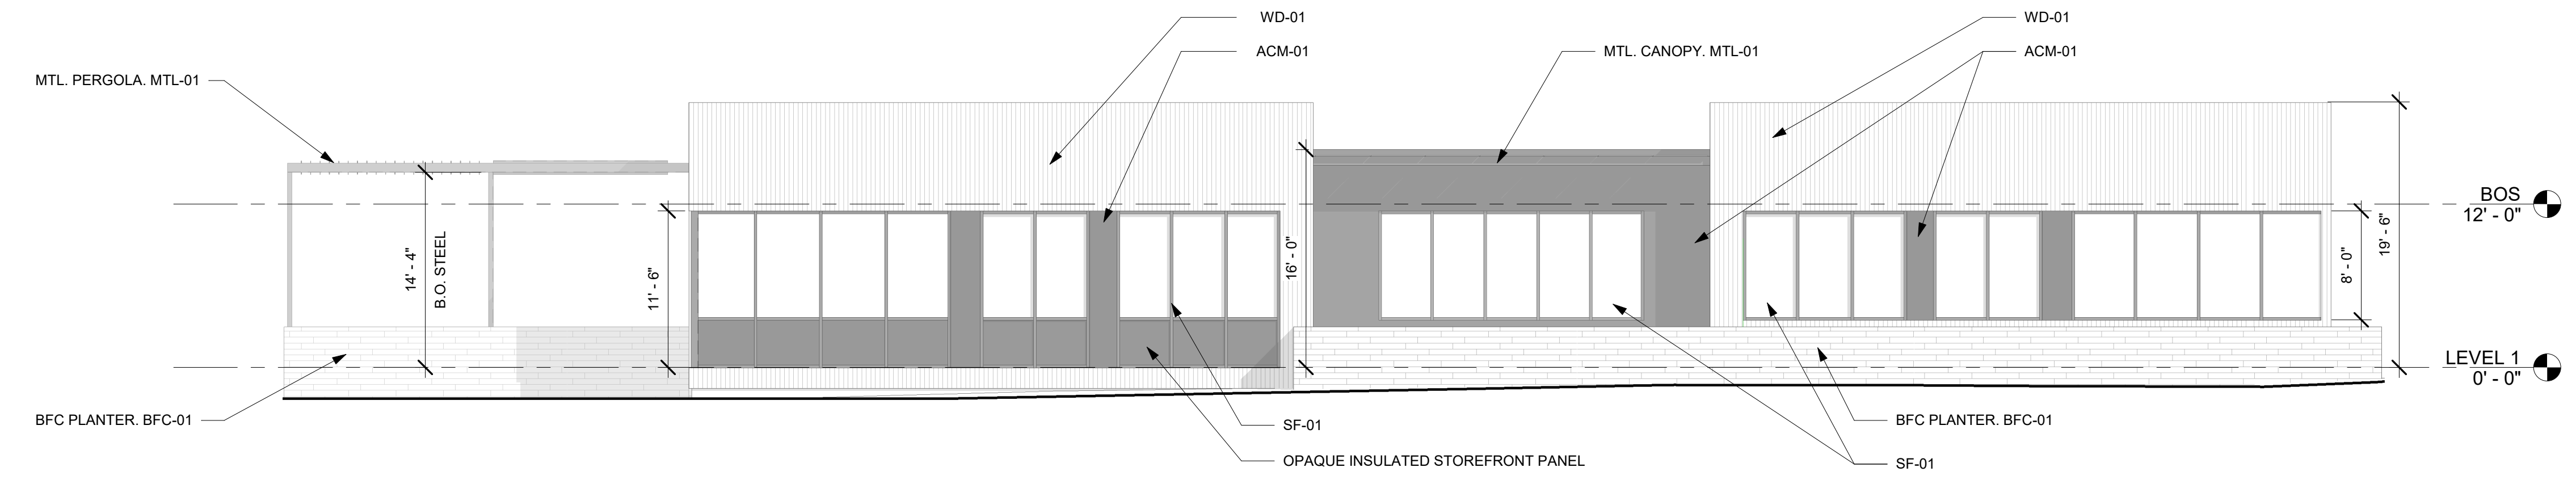 WD-01
WD-01
ACM-01
MTL. CANOPY. MTL-01
ACM-01
MTL. PERGOLA. MTL-01
BOS
12' - 0"
14' - 4"
B.O. STEEL
11' - 6"
16' - 0"
8' - 0"
19' - 6"
LEVEL 1
0' - 0"
BFC PLANTER. BFC-01
SF-01
BFC PLANTER. BFC-01
OPAQUE INSULATED STOREFRONT PANEL
SF-01